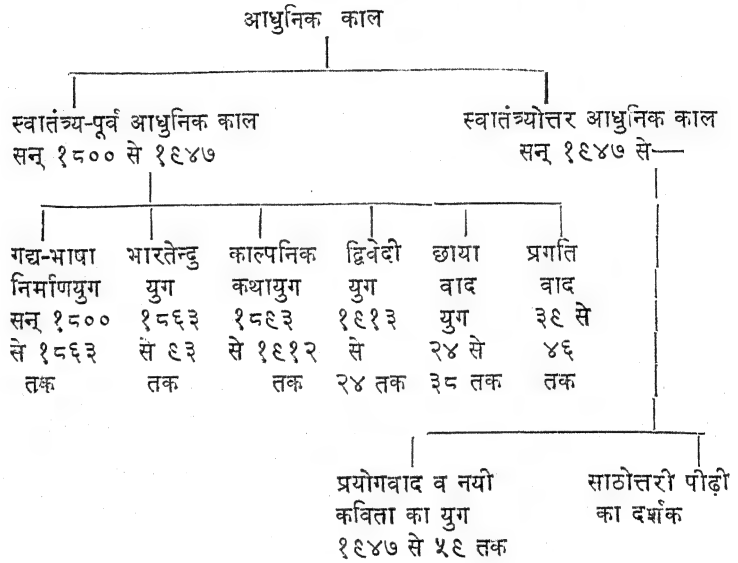 आधुनिक काल
स्वातंत्र्य-पूर्व आधुनिक काल
सन् १८०० से १९४७
स्वातंत्र्योत्तर आधुनिक काल
सन् १९४७ से—
गद्य-भाषा
निर्माणयुग
सन् १८००
से १८६३
तक
भारतेन्दु
युग
१८६३
से ९३
तक
काल्पनिक
कथायुग
१८९३
से १९१२
तक
द्विवेदी
युग
१९१३
से
२४ तक
छाया
वाद
युग
२४ से
३८ तक
प्रगति
वाद
३९ से
४६
तक
प्रयोगवाद व नयी
कविता का युग
१९४७ से ५९ तक
साठोत्तरी पीढ़ी
का दर्शक